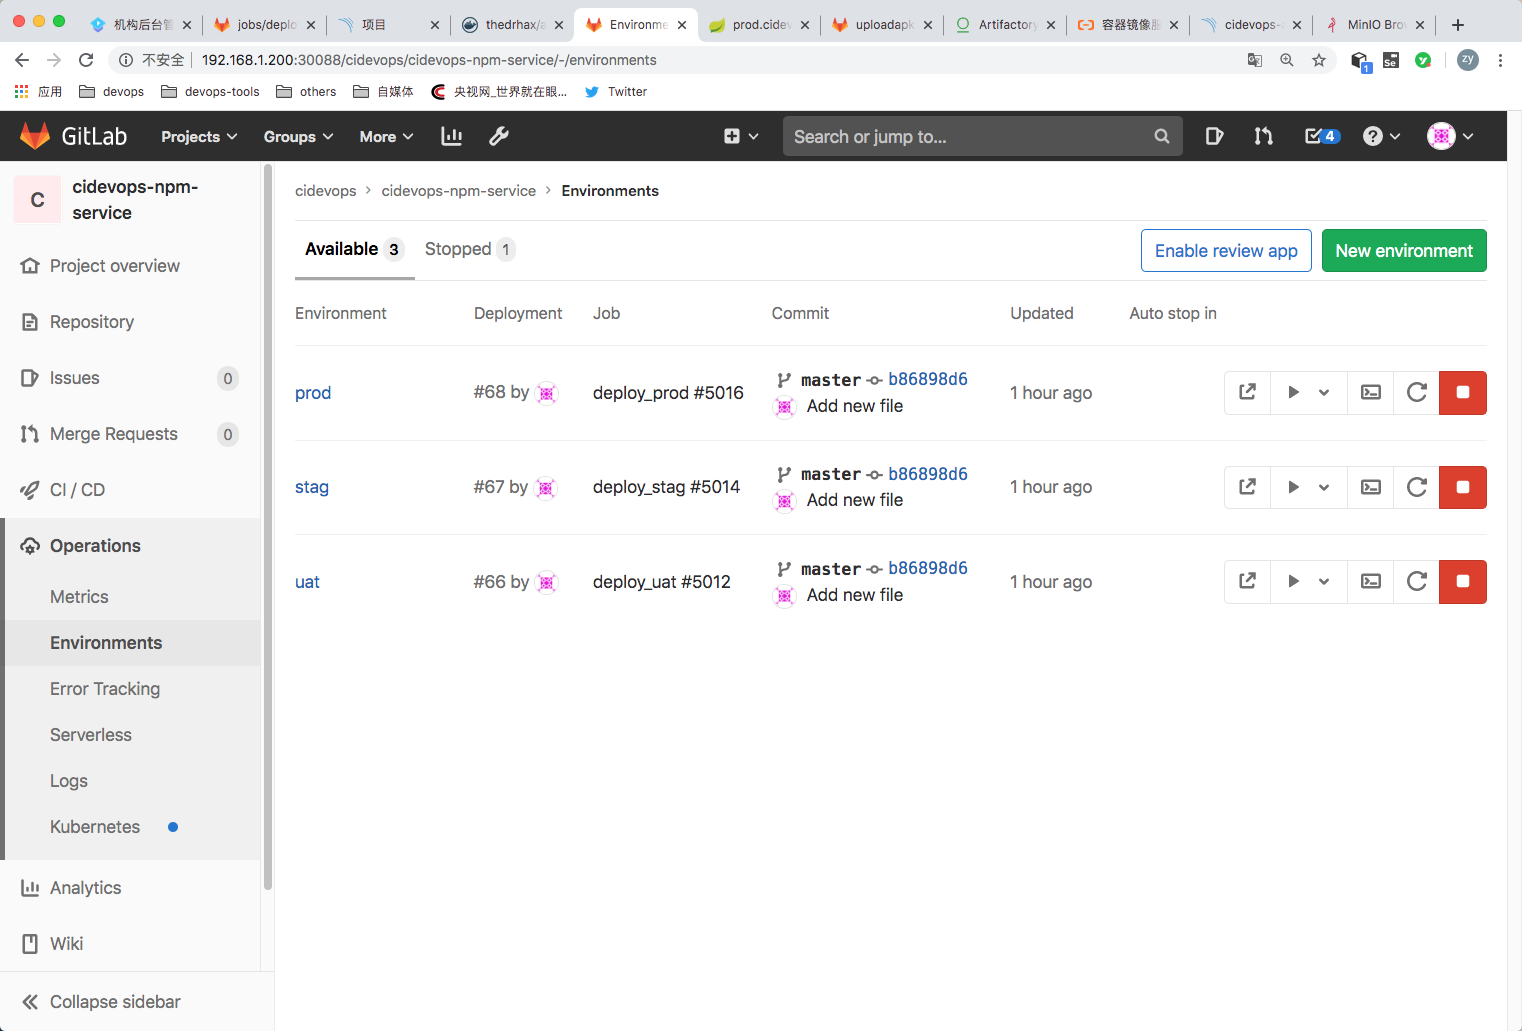 机构后台管
jobs/deplo
项目
thedrhax/a
Environme
prod.cidev
uploadapk
Artifactory
容器镜像服
cidevops-
MinIO Brow
不安全
192.168.1.200:30088/cidevops/cidevops-npm-service/-/environments
Se
1
zy
应用
devops
devops-tools
others
自媒体
央视网_世界就在眼...
Twitter
GitLab
Projects
Groups
More
Search or jump to...
4
C
cidevops-npm-service
cidevops
cidevops-npm-service
Environments
Project overview
Repository
Issues 0
Merge Requests 0
CI / CD
Operations
Metrics
Environments
Error Tracking
Serverless
Logs
Kubernetes
Analytics
Wiki
Collapse sidebar
Available 3
Stopped 1
Enable review app
New environment
Environment Deployment Job Commit Updated Auto stop in
prod #68 by deploy_prod #5016 master b86898d6 1 hour ago
Add new file
stag #67 by deploy_stag #5014 master b86898d6 1 hour ago
Add new file
uat #66 by deploy_uat #5012 master b86898d6 1 hour ago
Add new file